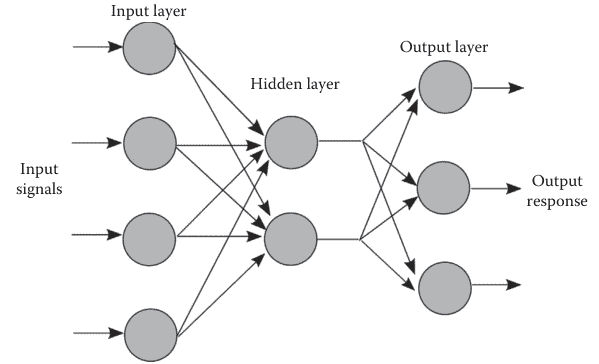 Input layer
Output layer
Hidden layer
Input
signals
Output
response